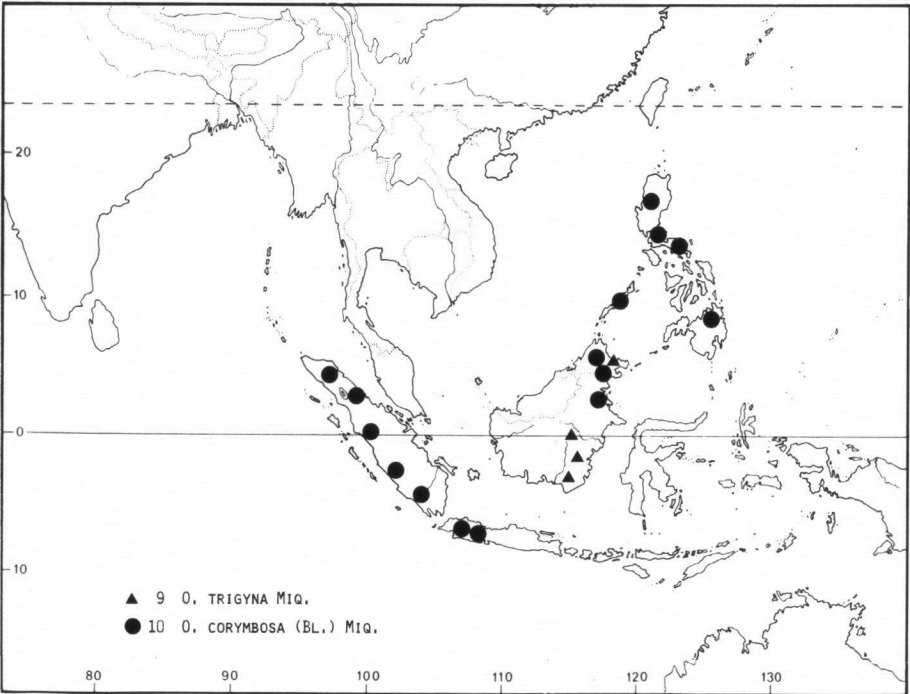 20
10
0
10
▲ 9 O. TRIGYNA MIQ.
● 10 O. CORYMBOSA (BL.) MIQ.
80 90 100 110 120 130